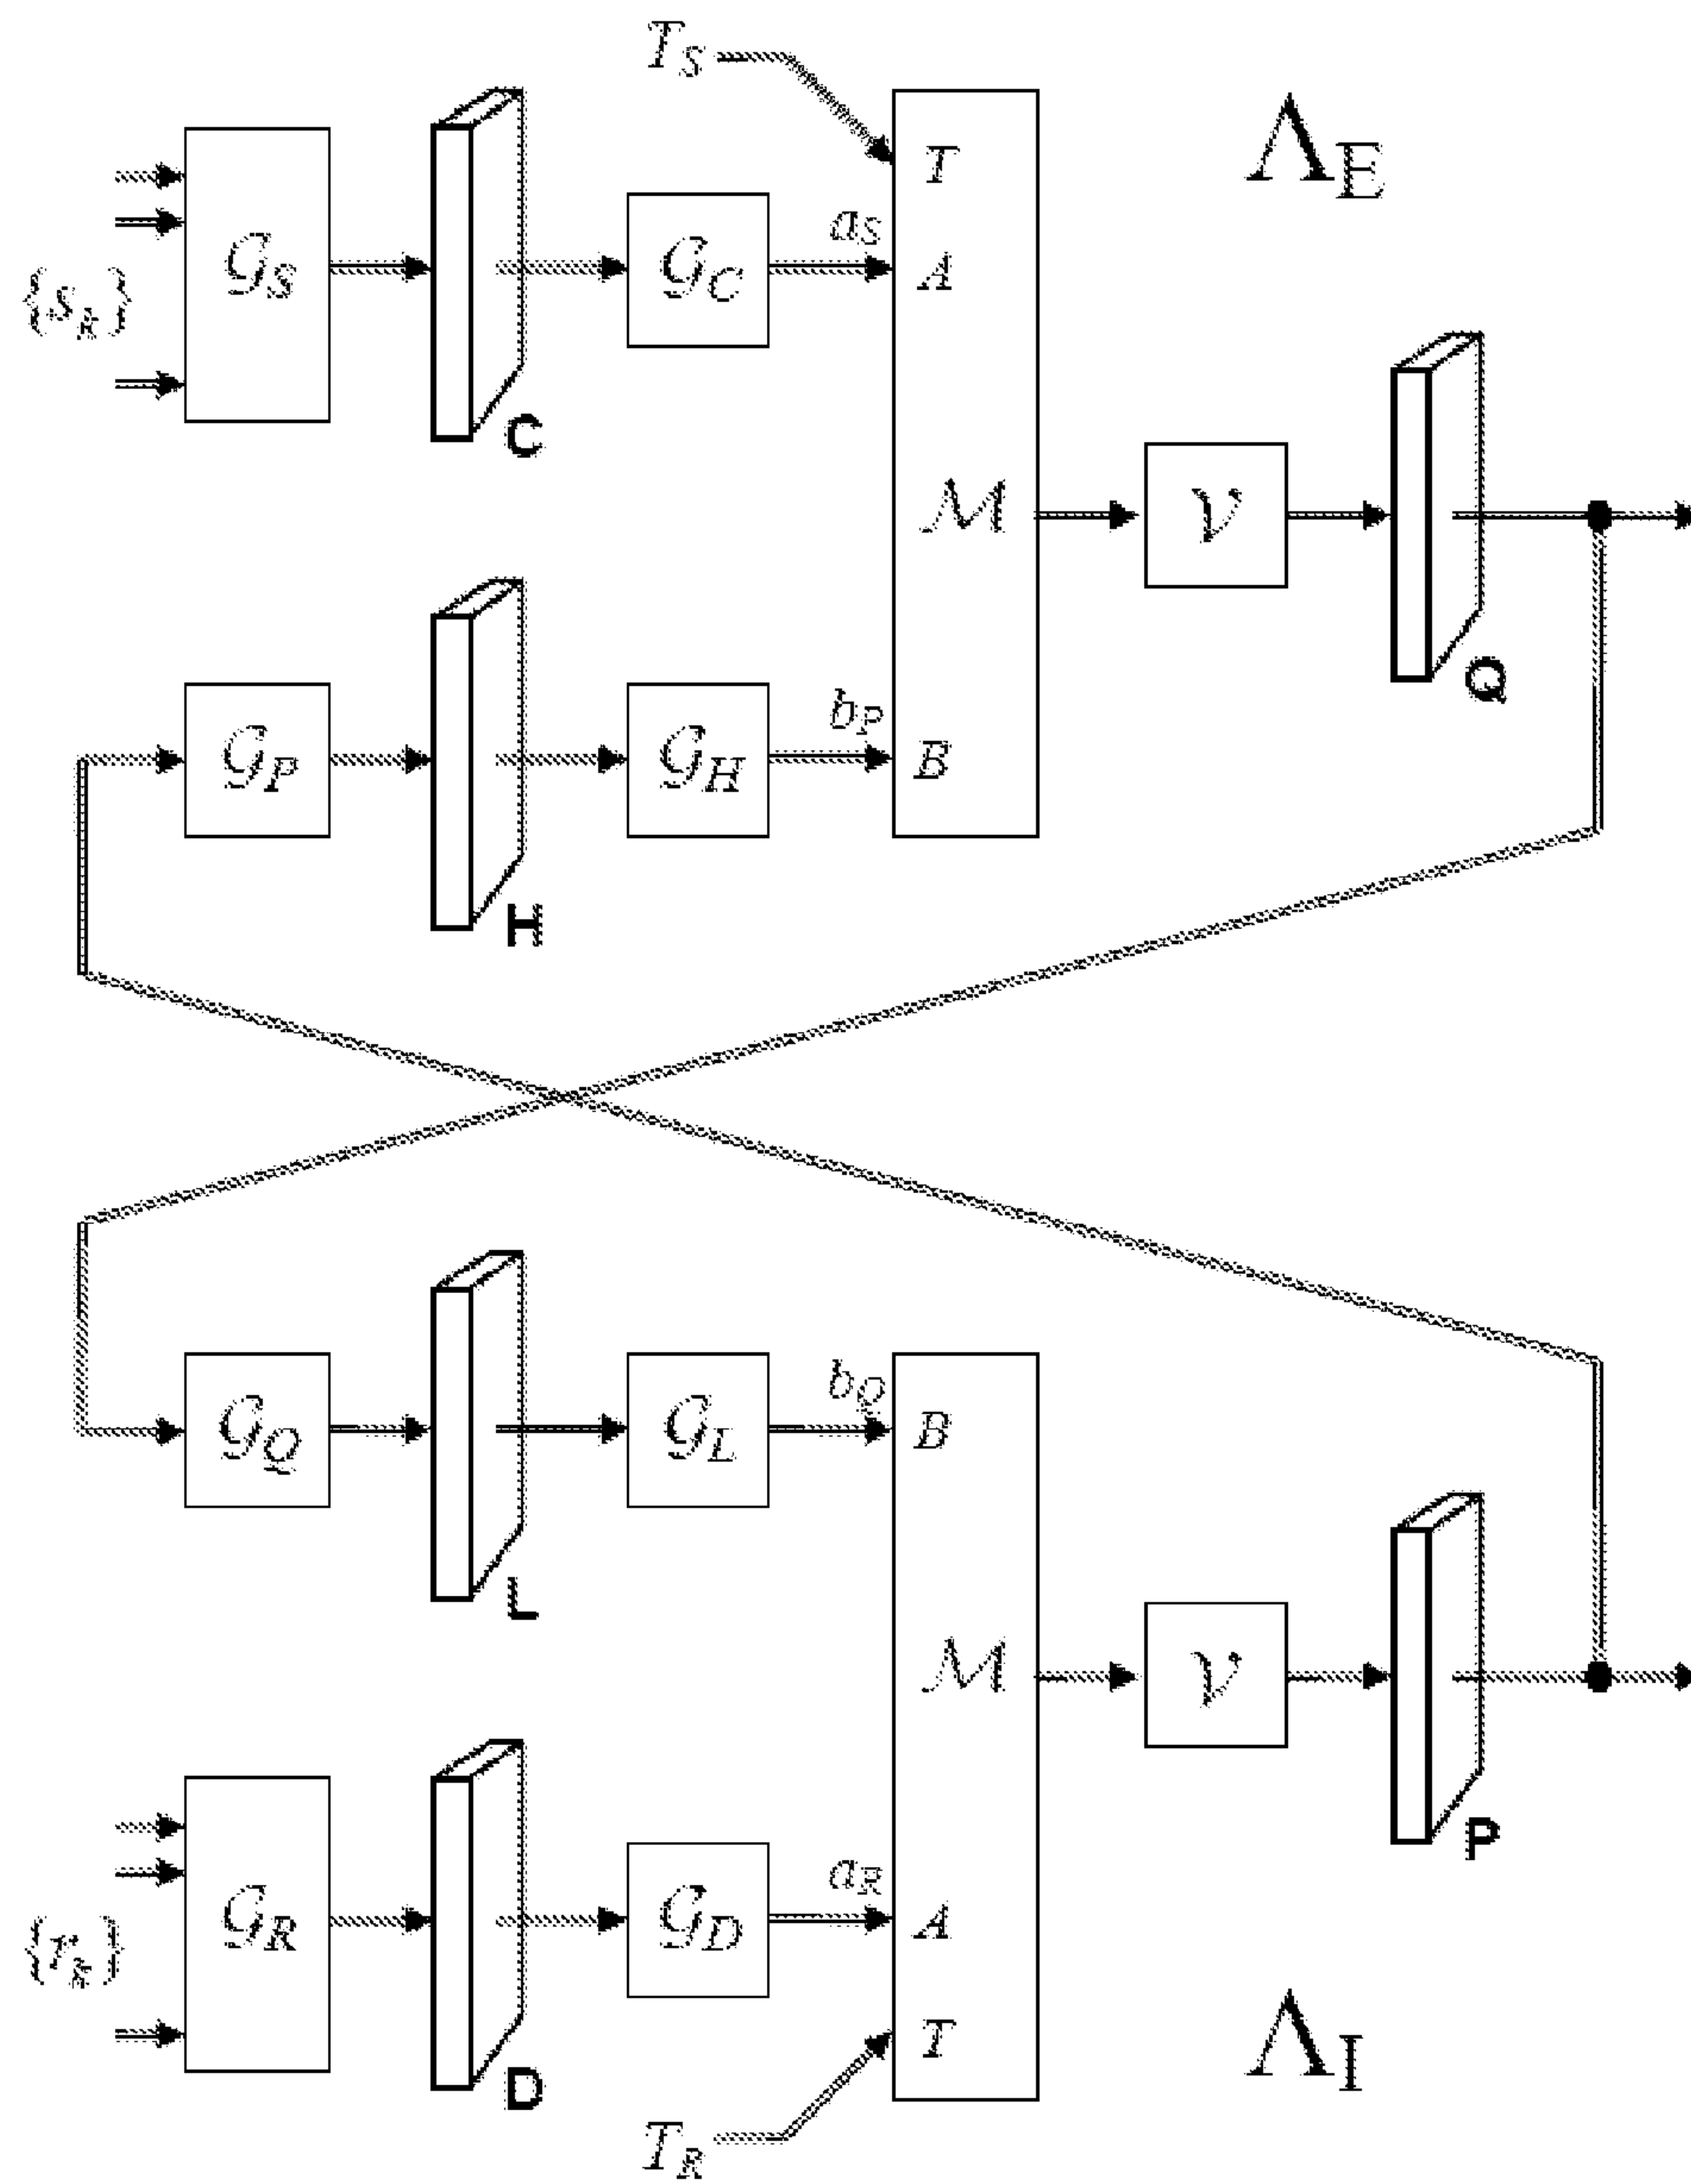 T_S
Λ_E
T
a_S
𝒢_S
𝒢_C
A
{s_k}
C
ℳ
𝒱
Q
b_P
𝒢_P
𝒢_H
B
H
b_Q
𝒢_Q
𝒢_L
B
L
ℳ
𝒱
P
a_R
𝒢_R
𝒢_D
A
{r_k}
T
Λ_I
D
T_R